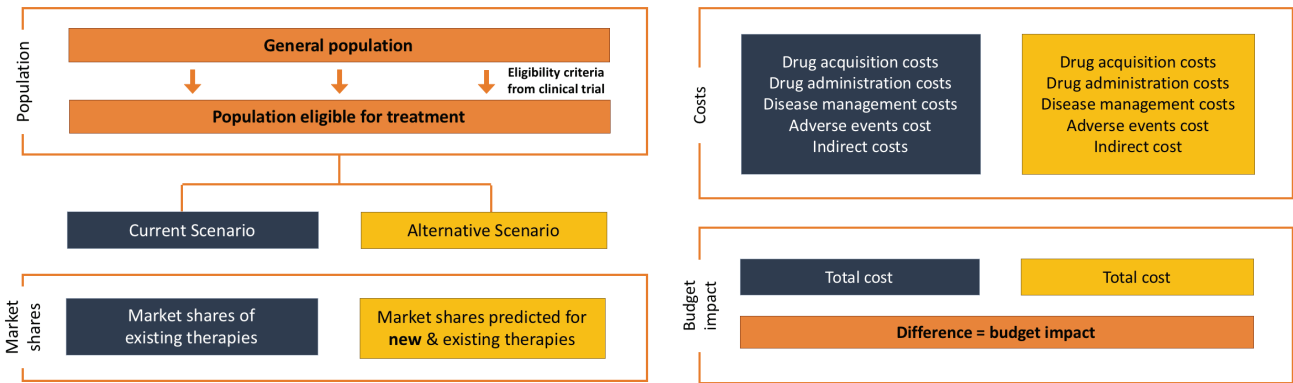 Population
General population
Eligibility criteria
from clinical trial
Population eligible for treatment
Current Scenario
Alternative Scenario
Market
shares
Market shares of
existing therapies
Market shares predicted for
new & existing therapies
Costs
Drug acquisition costs
Drug administration costs
Disease management costs
Adverse events cost
Indirect costs
Drug acquisition costs
Drug administration costs
Disease management costs
Adverse events cost
Indirect cost
Budget
impact
Total cost
Total cost
Difference = budget impact